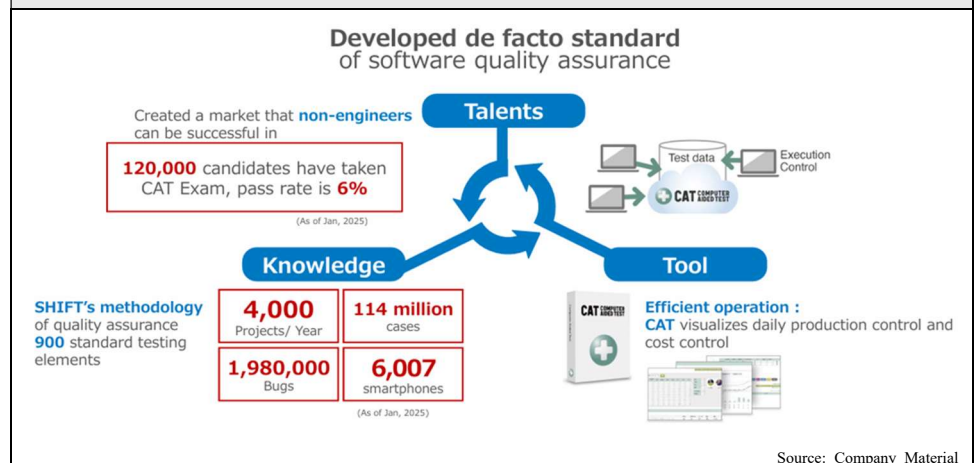 Developed de facto standard
of software quality assurance
Talents
Created a market that non-engineers
can be successful in
120,000 candidates have taken
CAT Exam, pass rate is 6%
(As of Jan, 2025)
Test data
Execution
Control
CAT COMPUTER
AIDED TEST
Knowledge
SHIFT's methodology
of quality assurance
900 standard testing
elements
4,000
Projects/ Year
114 million
cases
1,980,000
Bugs
6,007
smartphones
(As of Jan, 2025)
Tool
CAT COMPUTER
AIDED TEST
Efficient operation :
CAT visualizes daily production control and
cost control
Source: Company Material